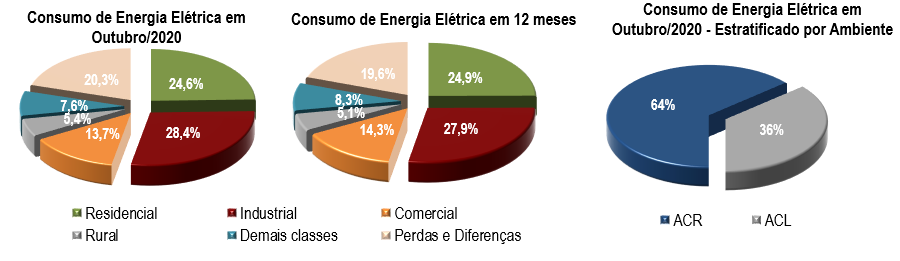 Consumo de Energia Elétrica em
Outubro/2020
20,3%
24,6%
7,6%
5,4%
13,7%
28,4%
Consumo de Energia Elétrica em 12 meses
19,6%
24,9%
8,3%
5,1%
14,3%
27,9%
Residencial
Industrial
Comercial
Rural
Demais classes
Perdas e Diferenças
Consumo de Energia Elétrica em
Outubro/2020 - Estratificado por Ambiente
64%
36%
ACR
ACL